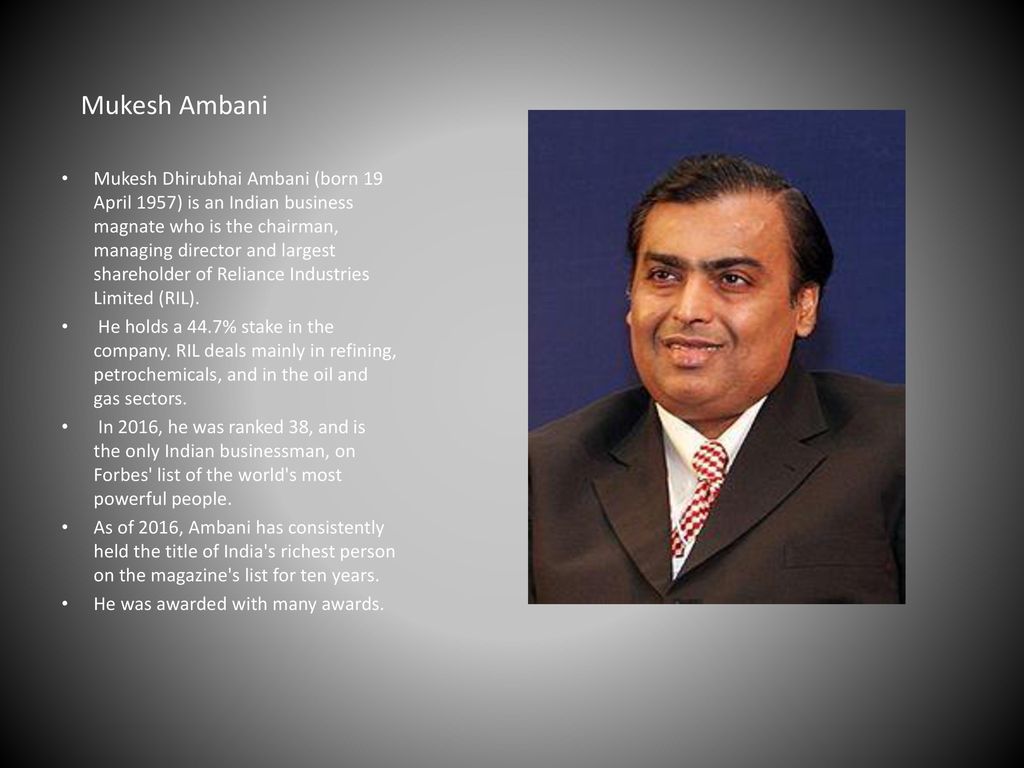 Mukesh Ambani
• Mukesh Dhirubhai Ambani (born 19
April 1957) is an Indian business
magnate who is the chairman,
managing director and largest
shareholder of Reliance Industries
Limited (RIL).
• He holds a 44.7% stake in the
company. RIL deals mainly in refining,
petrochemicals, and in the oil and
gas sectors.
• In 2016, he was ranked 38, and is
the only Indian businessman, on
Forbes' list of the world's most
powerful people.
• As of 2016, Ambani has consistently
held the title of India's richest person
on the magazine's list for ten years.
• He was awarded with many awards.